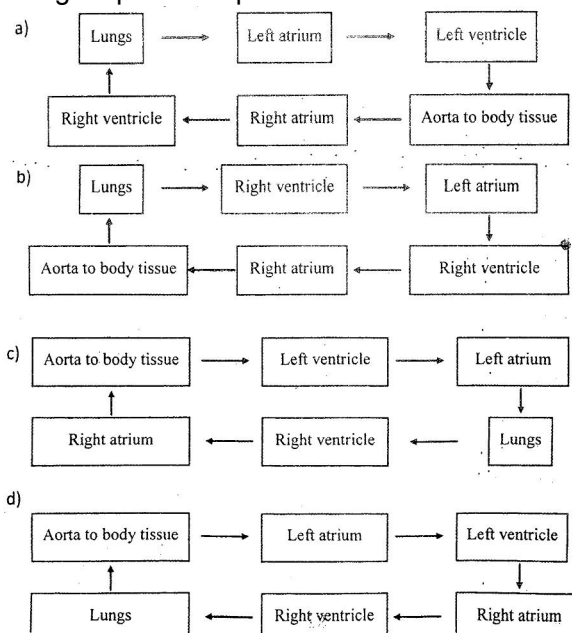 a)
Lungs Left atrium Left ventricle
Right ventricle Right atrium Aorta to body tissue
b)
Lungs Right ventricle Left atrium
Aorta to body tissue Right atrium Right ventricle
c)
Aorta to body tissue Left ventricle Left atrium
Right atrium Right ventricle Lungs
d)
Aorta to body tissue Left atrium Left ventricle
Lungs Right ventricle Right atrium